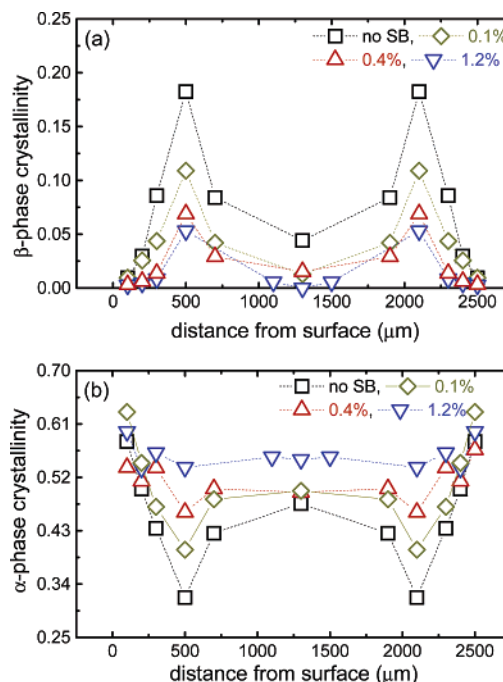 (a)
no SB, 0.1%
0.4%, 1.2%
0.25
0.20
0.15
0.10
0.05
0.00
β-phase crystallinity
0 500 1000 1500 2000 2500
distance from surface (μm)
(b)
no SB, 0.1%
0.4%, 1.2%
0.70
0.61
0.52
0.43
0.34
0.25
α-phase crystallinity
0 500 1000 1500 2000 2500
distance from surface (μm)